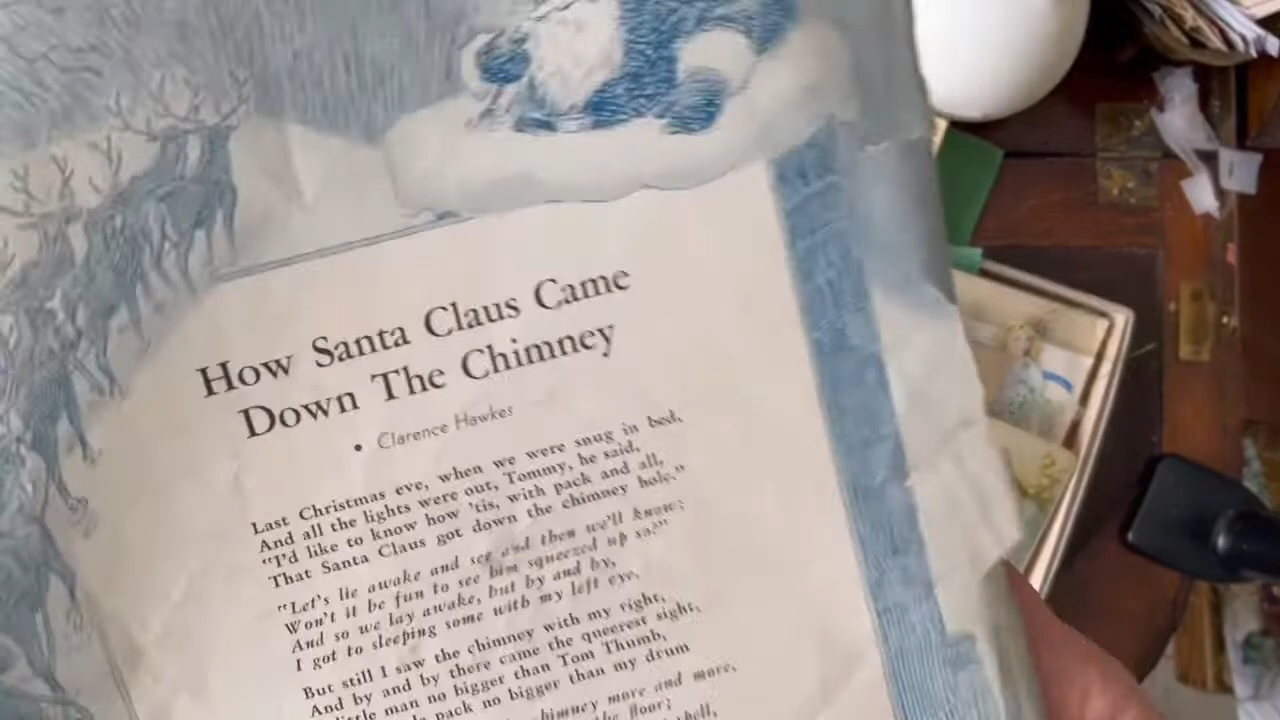 How Santa Claus Came
Down The Chimney
• Clarence Hawkes
Last Christmas eve, when we were snug in bed,
And all the lights were out, Tommy, he said,
"I'd like to know how 'tis, with pack and all,
That Santa Claus got down the chimney hole."
"Let's lie awake and see and then we'll know;
Won't it be fun to see him squeezed up so?"
And so we lay awake, but by and by,
I got to sleeping some with my left eye.
But still I saw the chimney with my right,
And by and by there came the queerest sight,
little man no bigger than Tom Thumb,
pack no bigger than my drum
chimney more and more,
the floor;
shell,